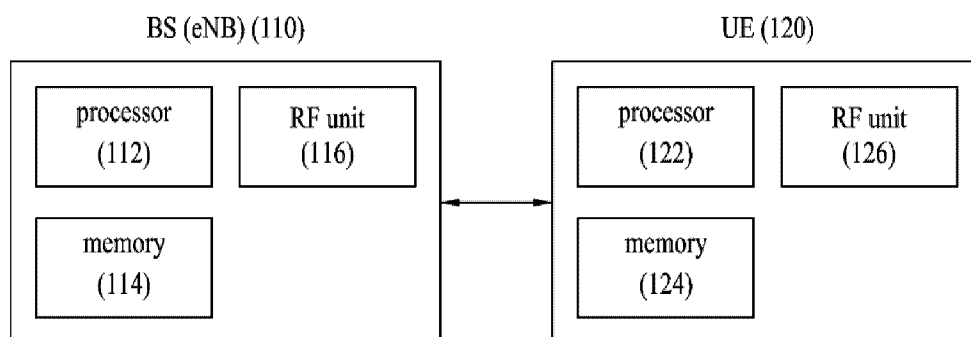 BS (eNB) (110)
UE (120)
processor
(112)
RF unit
(116)
memory
(114)
processor
(122)
RF unit
(126)
memory
(124)